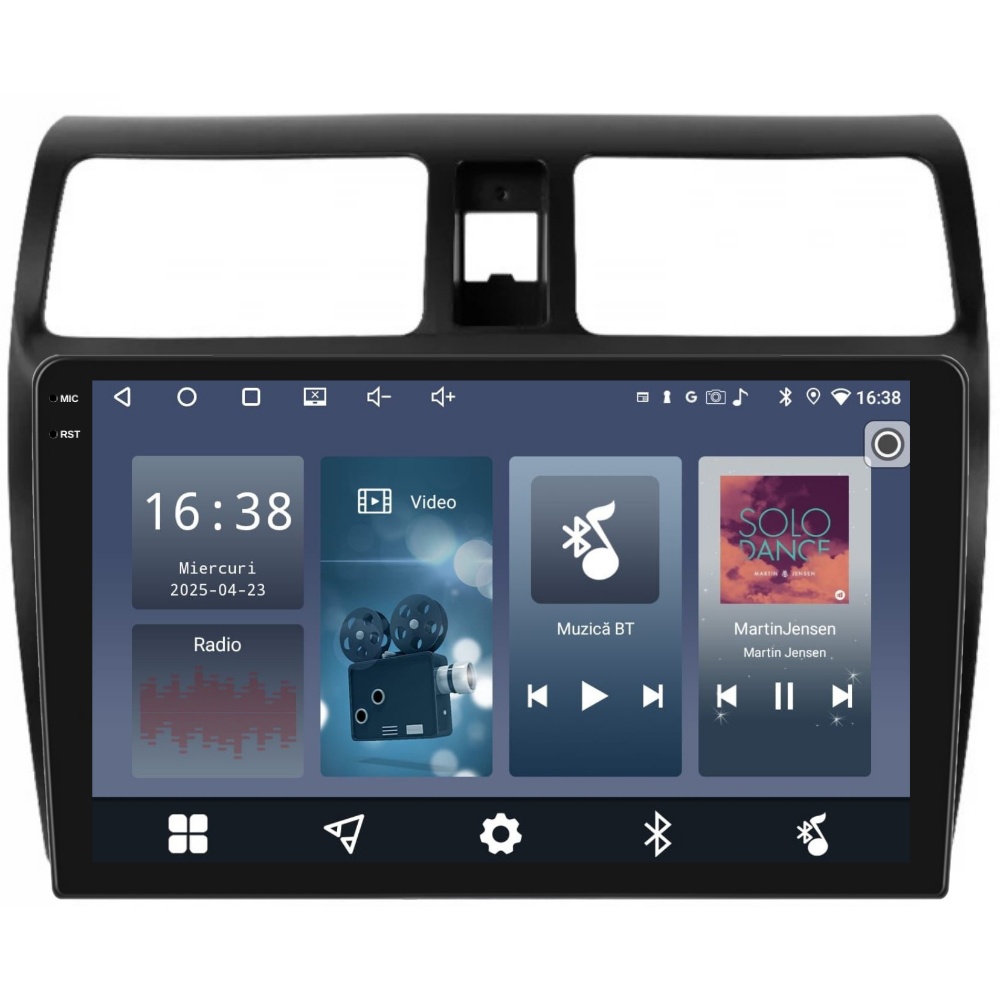 MIC
RST
G
16:38
16:38
Miercuri
2025-04-23
Radio
Video
Muzică BT
SOLO
DANCE
MARTIN JENSEN
MartinJensen
Martin Jensen